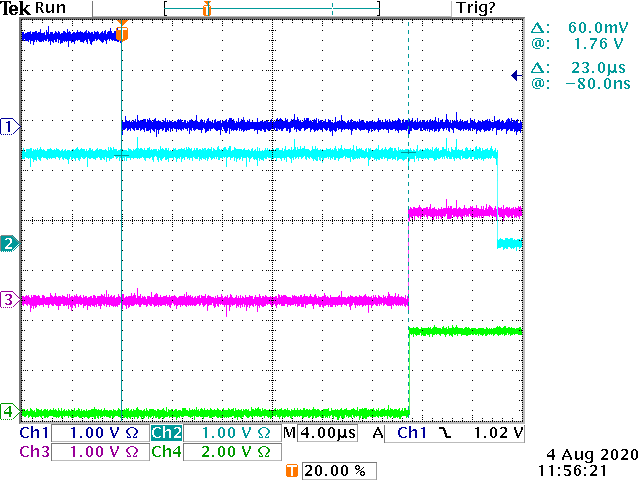 Tek Run Trig?
T
T
Δ: 60.0mV
@: 1.76 V
Δ: 23.0µs
@: −80.0ns
1
2
3
4
Ch1 1.00 V Ω Ch2 1.00 V Ω M 4.00µs A Ch1 1.02 V
Ch3 1.00 V Ω Ch4 2.00 V Ω
T 20.00 %
4 Aug 2020
11:56:21